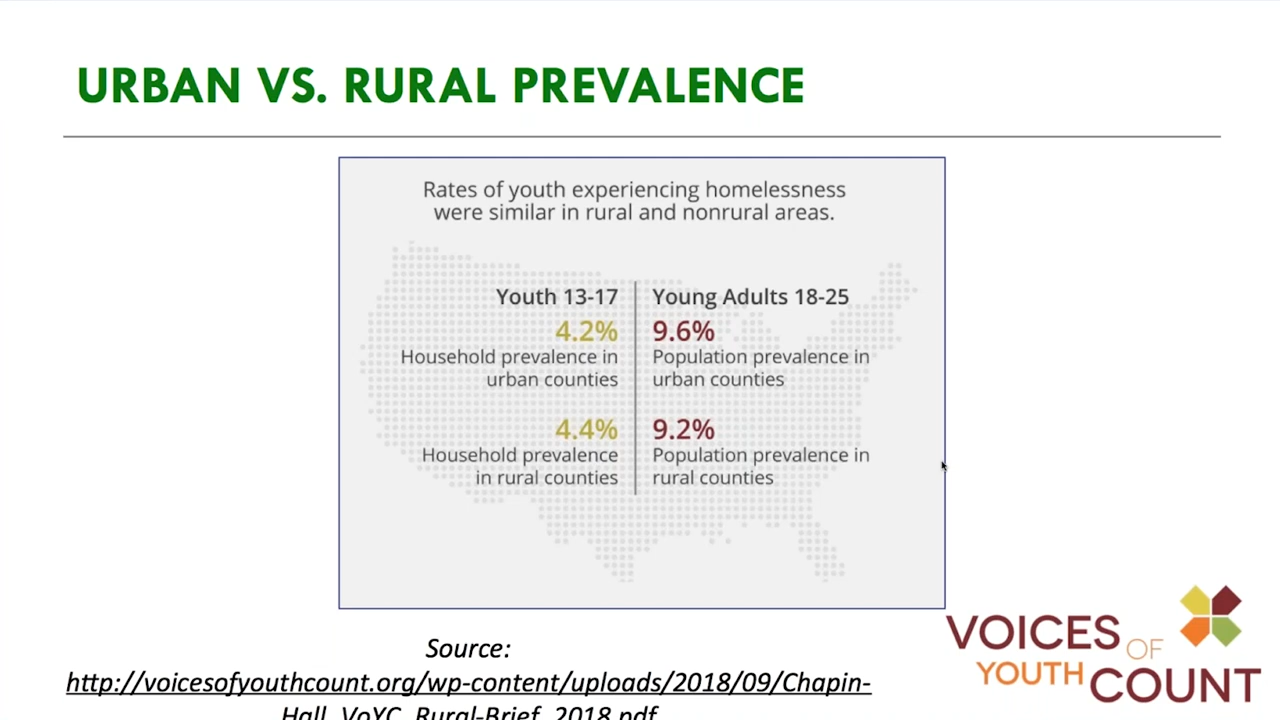 URBAN VS. RURAL PREVALENCE
Rates of youth experiencing homelessness
were similar in rural and nonrural areas.
Youth 13-17
4.2%
Household prevalence in
urban counties
4.4%
Household prevalence
in rural counties
Young Adults 18-25
9.6%
Population prevalence in
urban counties
9.2%
Population prevalence in
rural counties
Source:
http://voicesofyouthcount.org/wp-content/uploads/2018/09/Chapin-
Hall_VoYC_Rural-Brief_2018.pdf
VOICES OF
YOUTH COUNT